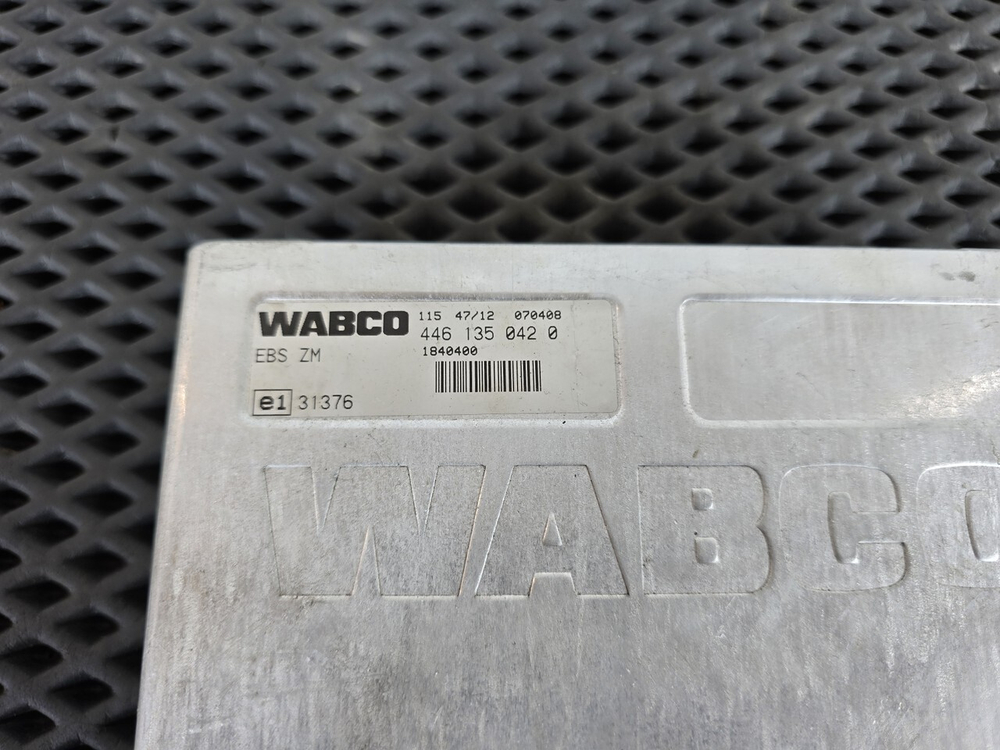 WABCO 115 47/12 070408
446 135 042 0
EBS ZM 1840400
e1 31376
WABCO